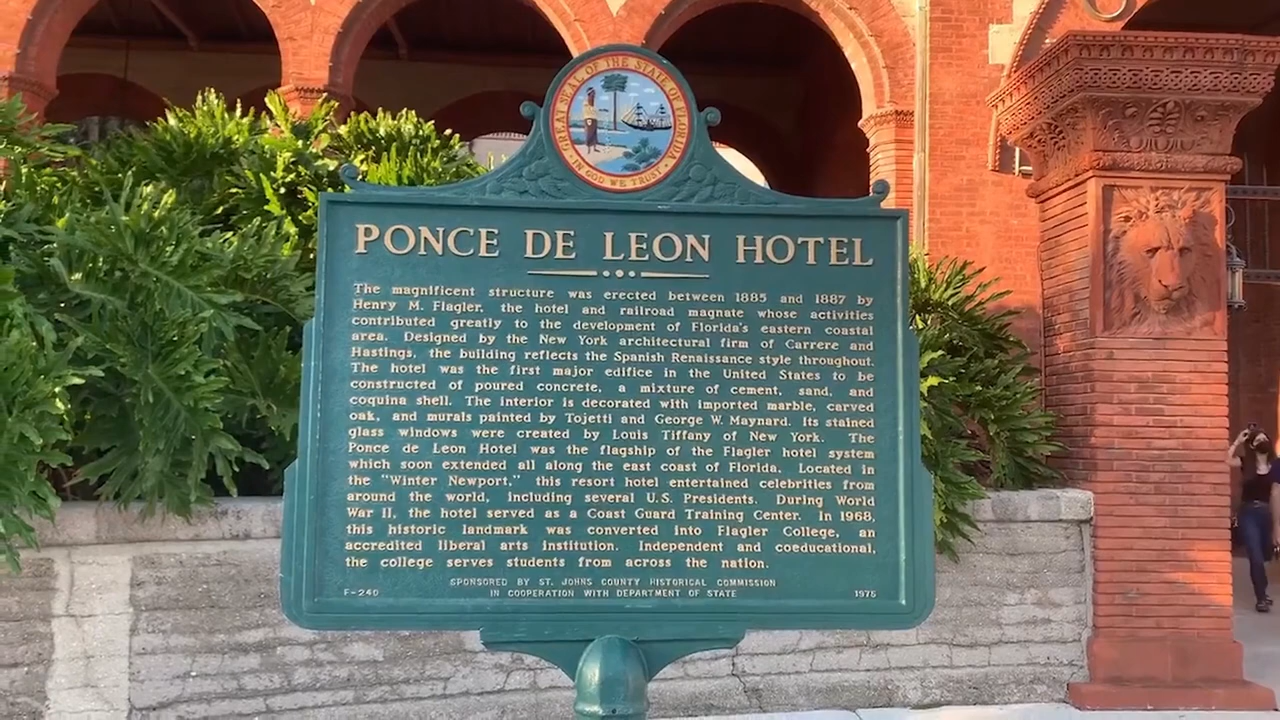 GREAT SEAL OF THE STATE OF FLORIDA
IN GOD WE TRUST
PONCE DE LEON HOTEL
The magnificent structure was erected between 1885 and 1887 by
Henry M. Flagler, the hotel and railroad magnate whose activities
contributed greatly to the development of Florida's eastern coastal
area. Designed by the New York architectural firm of Carrere and
Hastings, the building reflects the Spanish Renaissance style throughout.
The hotel was the first major edifice in the United States to be
constructed of poured concrete, a mixture of cement, sand, and
coquina shell. The interior is decorated with imported marble, carved
oak, and murals painted by Tojetti and George W. Maynard. Its stained
glass windows were created by Louis Tiffany of New York. The
Ponce de Leon Hotel was the flagship of the Flagler hotel system
which soon extended all along the east coast of Florida. Located in
the "Winter Newport," this resort hotel entertained celebrities from
around the world, including several U.S. Presidents. During World
War II, the hotel served as a Coast Guard Training Center. In 1968,
this historic landmark was converted into Flagler College, an
accredited liberal arts institution. Independent and coeducational,
the college serves students from across the nation.
SPONSORED BY ST. JOHNS COUNTY HISTORICAL COMMISSION
IN COOPERATION WITH DEPARTMENT OF STATE
F-240
1975